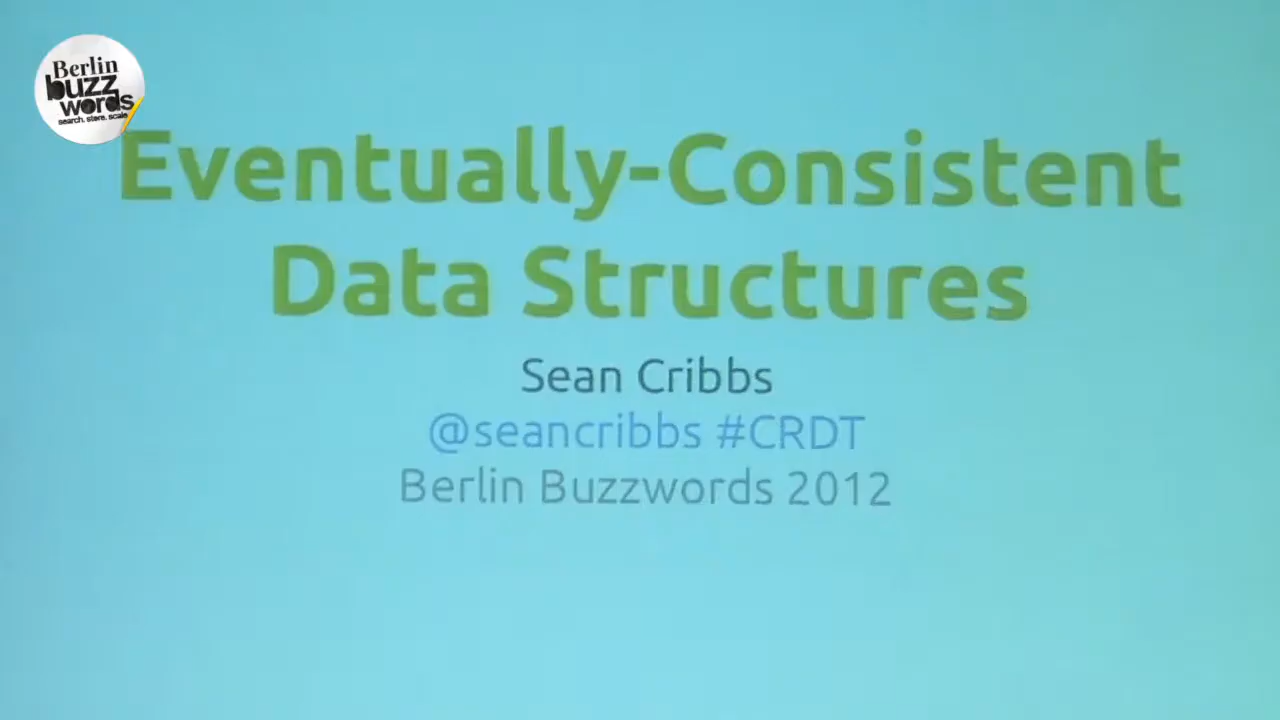 Berlin
buzz
words
search. store. scale
Eventually-Consistent
Data Structures
Sean Cribbs
@seancribbs #CRDT
Berlin Buzzwords 2012